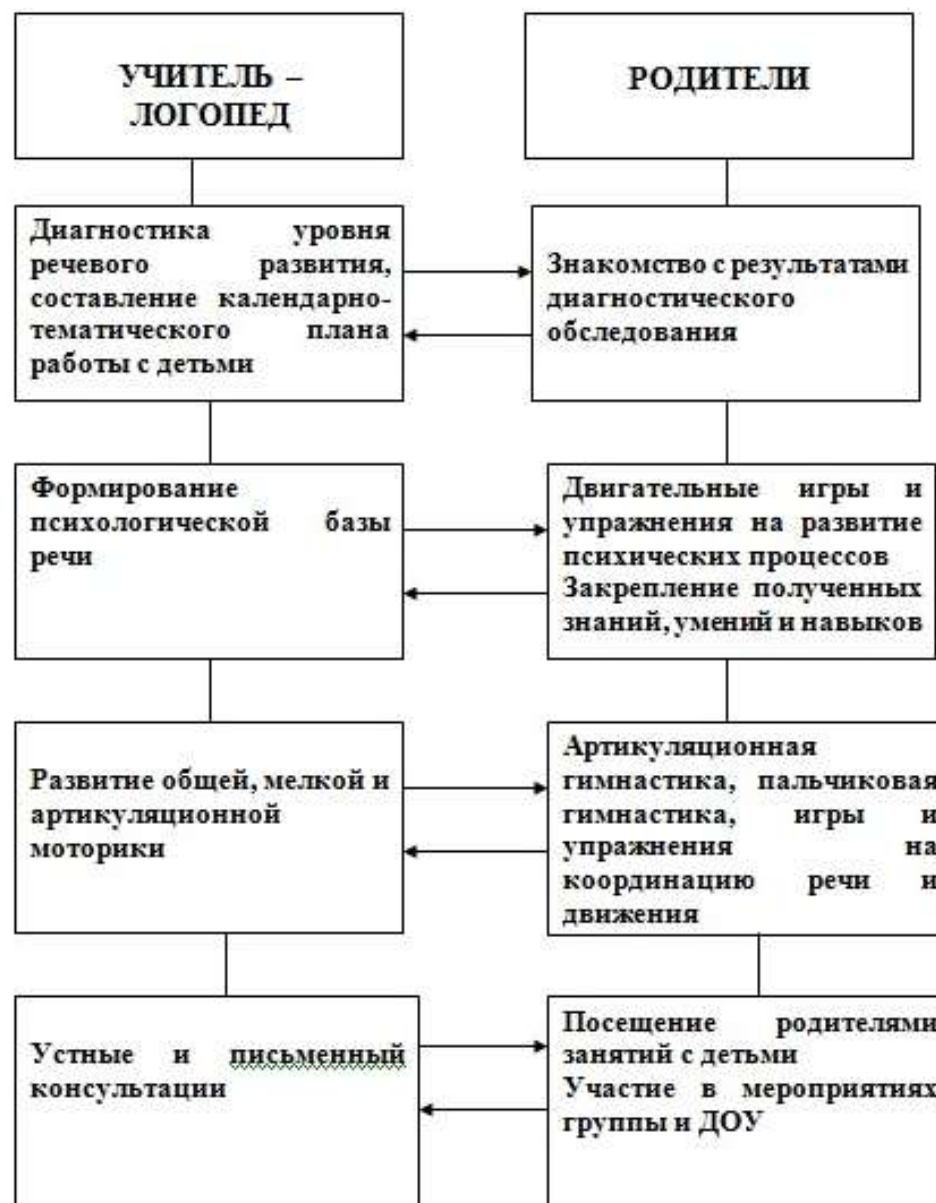 УЧИТЕЛЬ –
ЛОГОПЕД
РОДИТЕЛИ
Диагностика уровня
речевого развития,
составление календарно-
тематического плана
работы с детьми
Знакомство с результатами
диагностического
обследования
Формирование
психологической базы
речи
Двигательные игры и
упражнения на развитие
психических процессов
Закрепление полученных
знаний, умений и навыков
Развитие общей, мелкой и
артикуляционной
моторики
Артикуляционная
гимнастика, пальчиковая
гимнастика, игры и
упражнения на
координацию речи и
движения
Устные и письменный
консультации
Посещение родителями
занятий с детьми
Участие в мероприятиях
группы и ДОУ